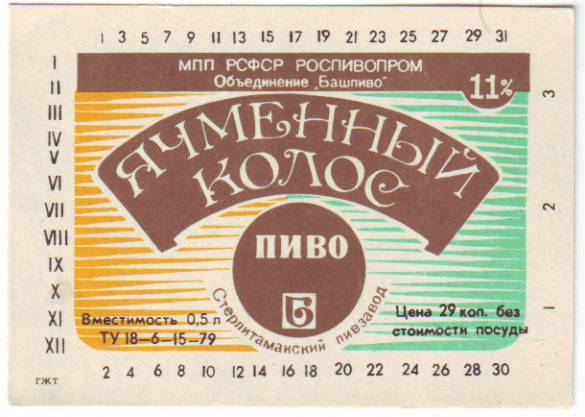 1 3 5 7 9 11 13 15 17 19 21 23 25 27 29 31
I
II
III
IV
V
VI
VII
VIII
IX
X
XI
XII
МПП РСФСР РОСПИВОПРОМ
Объединение „Башпиво"
11%
ЯЧМЕННЫЙ
КОЛОС
ПИВО
Б
Стерлитамакский пивзавод
Вместимость 0,5 л
ТУ 18–6–15–79
Цена 29 коп. без
стоимости посуды
3
2
1
2 4 6 8 10 12 14 16 18 20 22 24 26 28 30
ГЖТ